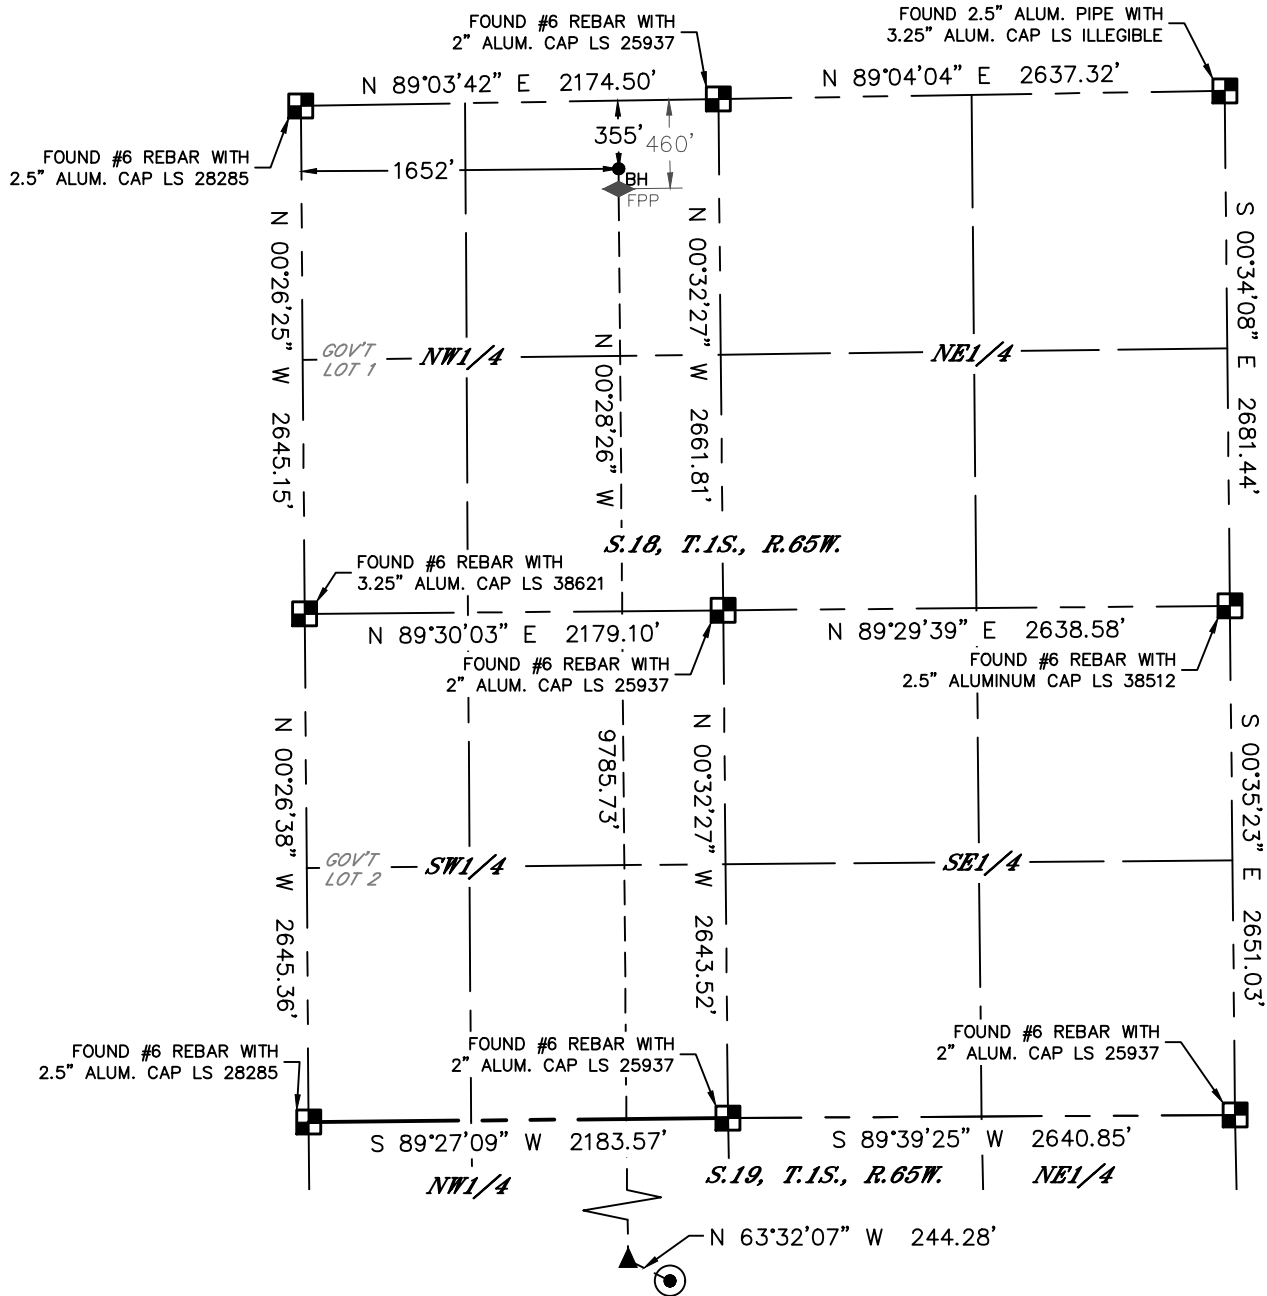 FOUND #6 REBAR WITH
2" ALUM. CAP LS 25937
FOUND 2.5" ALUM. PIPE WITH
3.25" ALUM. CAP LS ILLEGIBLE
N 89°03'42" E 2174.50'
N 89°04'04" E 2637.32'
FOUND #6 REBAR WITH
2.5" ALUM. CAP LS 28285
1652'
355'
460'
BH
FPP
N 00°26'25" W 2645.15'
N 00°28'26" W
N 00°32'27" W 2661.81'
S 00°34'08" E 2681.44'
GOV'T
LOT 1
NW1/4
NE1/4
S.18, T.1S., R.65W.
FOUND #6 REBAR WITH
3.25" ALUM. CAP LS 38621
N 89°30'03" E 2179.10'
N 89°29'39" E 2638.58'
FOUND #6 REBAR WITH
2" ALUM. CAP LS 25937
FOUND #6 REBAR WITH
2.5" ALUMINUM CAP LS 38512
N 00°26'38" W 2645.36'
9785.73'
N 00°32'27" W 2643.52'
S 00°35'23" E 2651.03'
GOV'T
LOT 2
SW1/4
SE1/4
FOUND #6 REBAR WITH
2.5" ALUM. CAP LS 28285
FOUND #6 REBAR WITH
2" ALUM. CAP LS 25937
FOUND #6 REBAR WITH
2" ALUM. CAP LS 25937
S 89°27'09" W 2183.57'
S 89°39'25" W 2640.85'
NW1/4
S.19, T.1S., R.65W.
NE1/4
N 63°32'07" W 244.28'